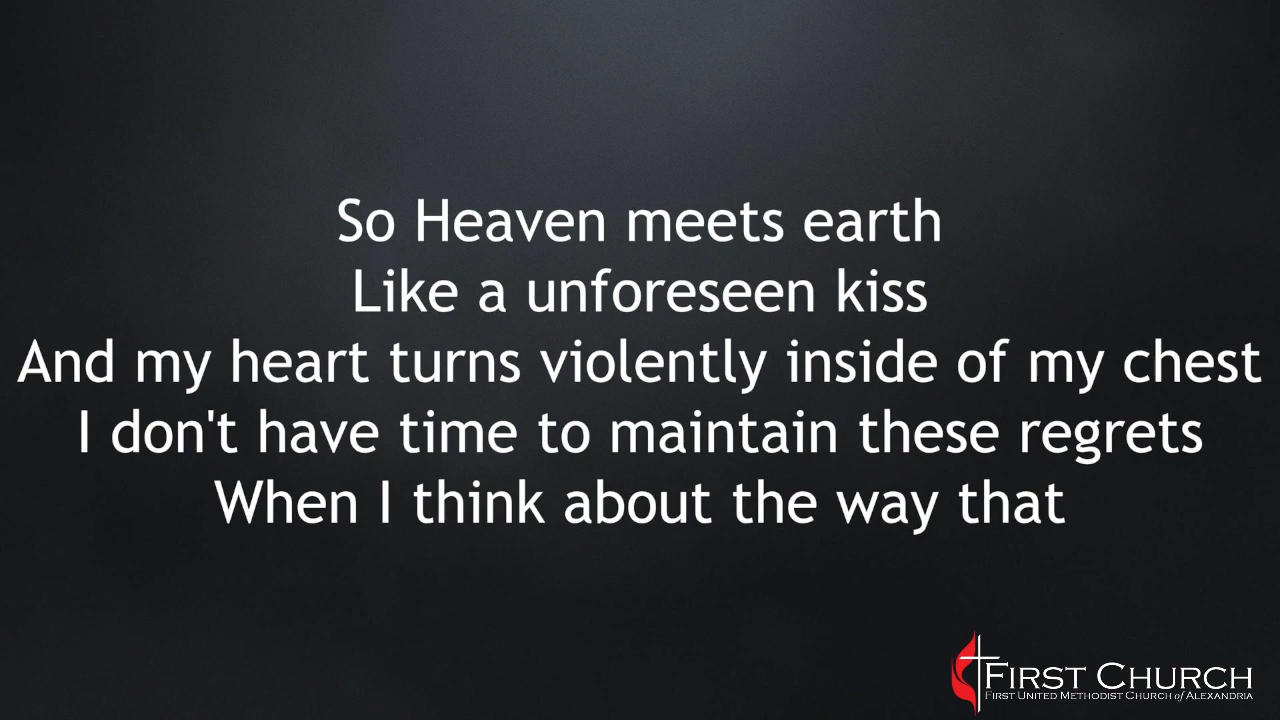 So Heaven meets earth
Like a unforeseen kiss
And my heart turns violently inside of my chest
I don't have time to maintain these regrets
When I think about the way that
FIRST CHURCH
FIRST UNITED METHODIST CHURCH of ALEXANDRIA